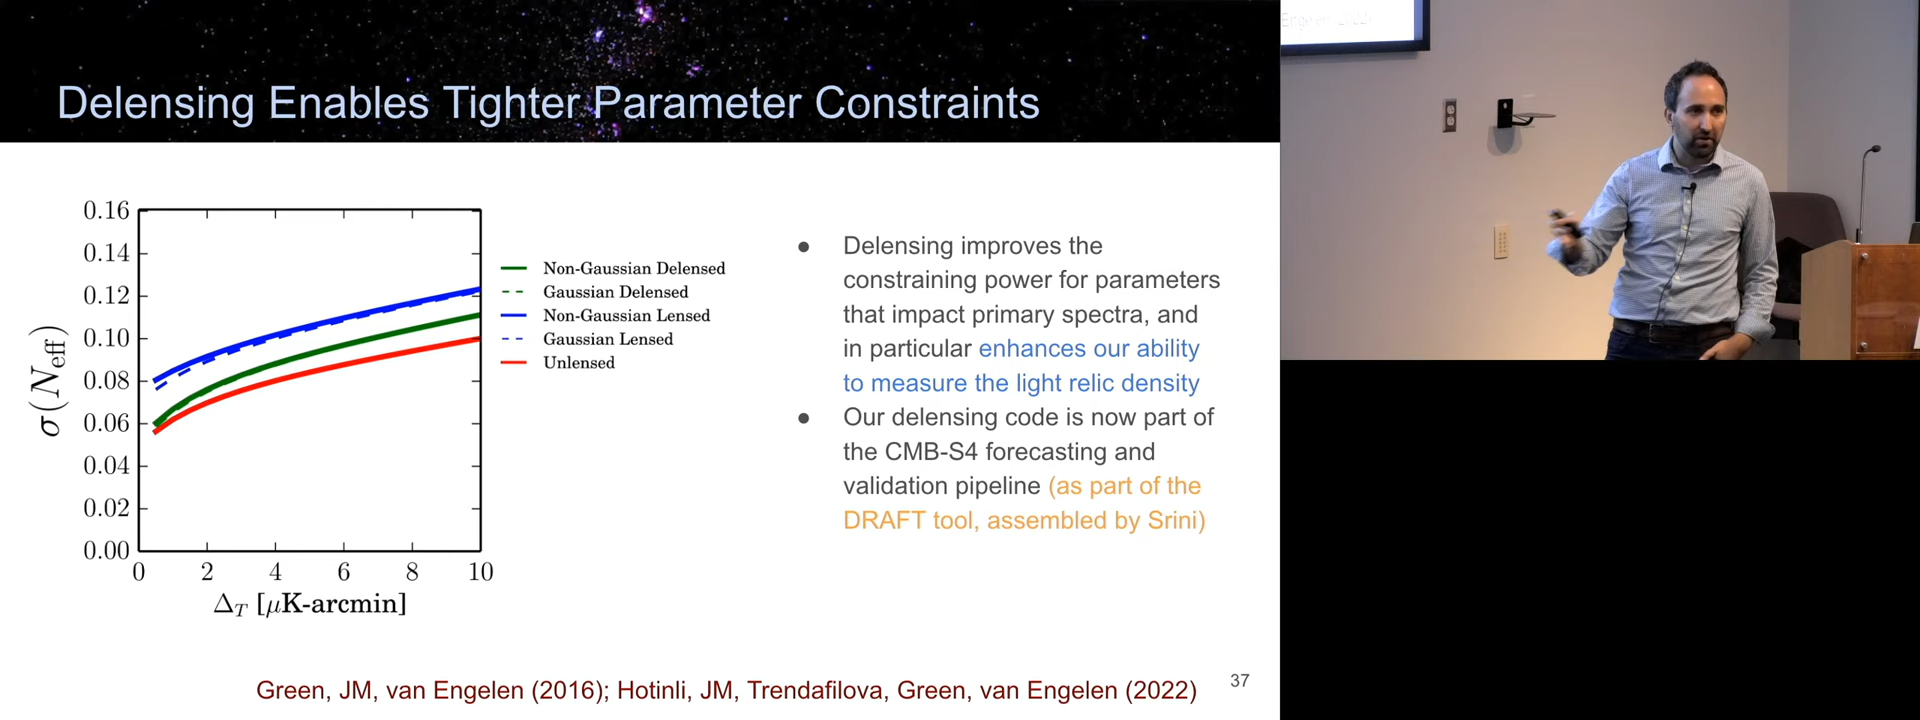 Delensing Enables Tighter Parameter Constraints
0.16
0.14
0.12
0.10
0.08
0.06
0.04
0.02
0.00
σ(N_eff)
0 2 4 6 8 10
Δ_T [μK-arcmin]
Non-Gaussian Delensed
Gaussian Delensed
Non-Gaussian Lensed
Gaussian Lensed
Unlensed
● Delensing improves the
constraining power for parameters
that impact primary spectra, and
in particular enhances our ability
to measure the light relic density
● Our delensing code is now part of
the CMB-S4 forecasting and
validation pipeline (as part of the
DRAFT tool, assembled by Srini)
Green, JM, van Engelen (2016); Hotinli, JM, Trendafilova, Green, van Engelen (2022)
37